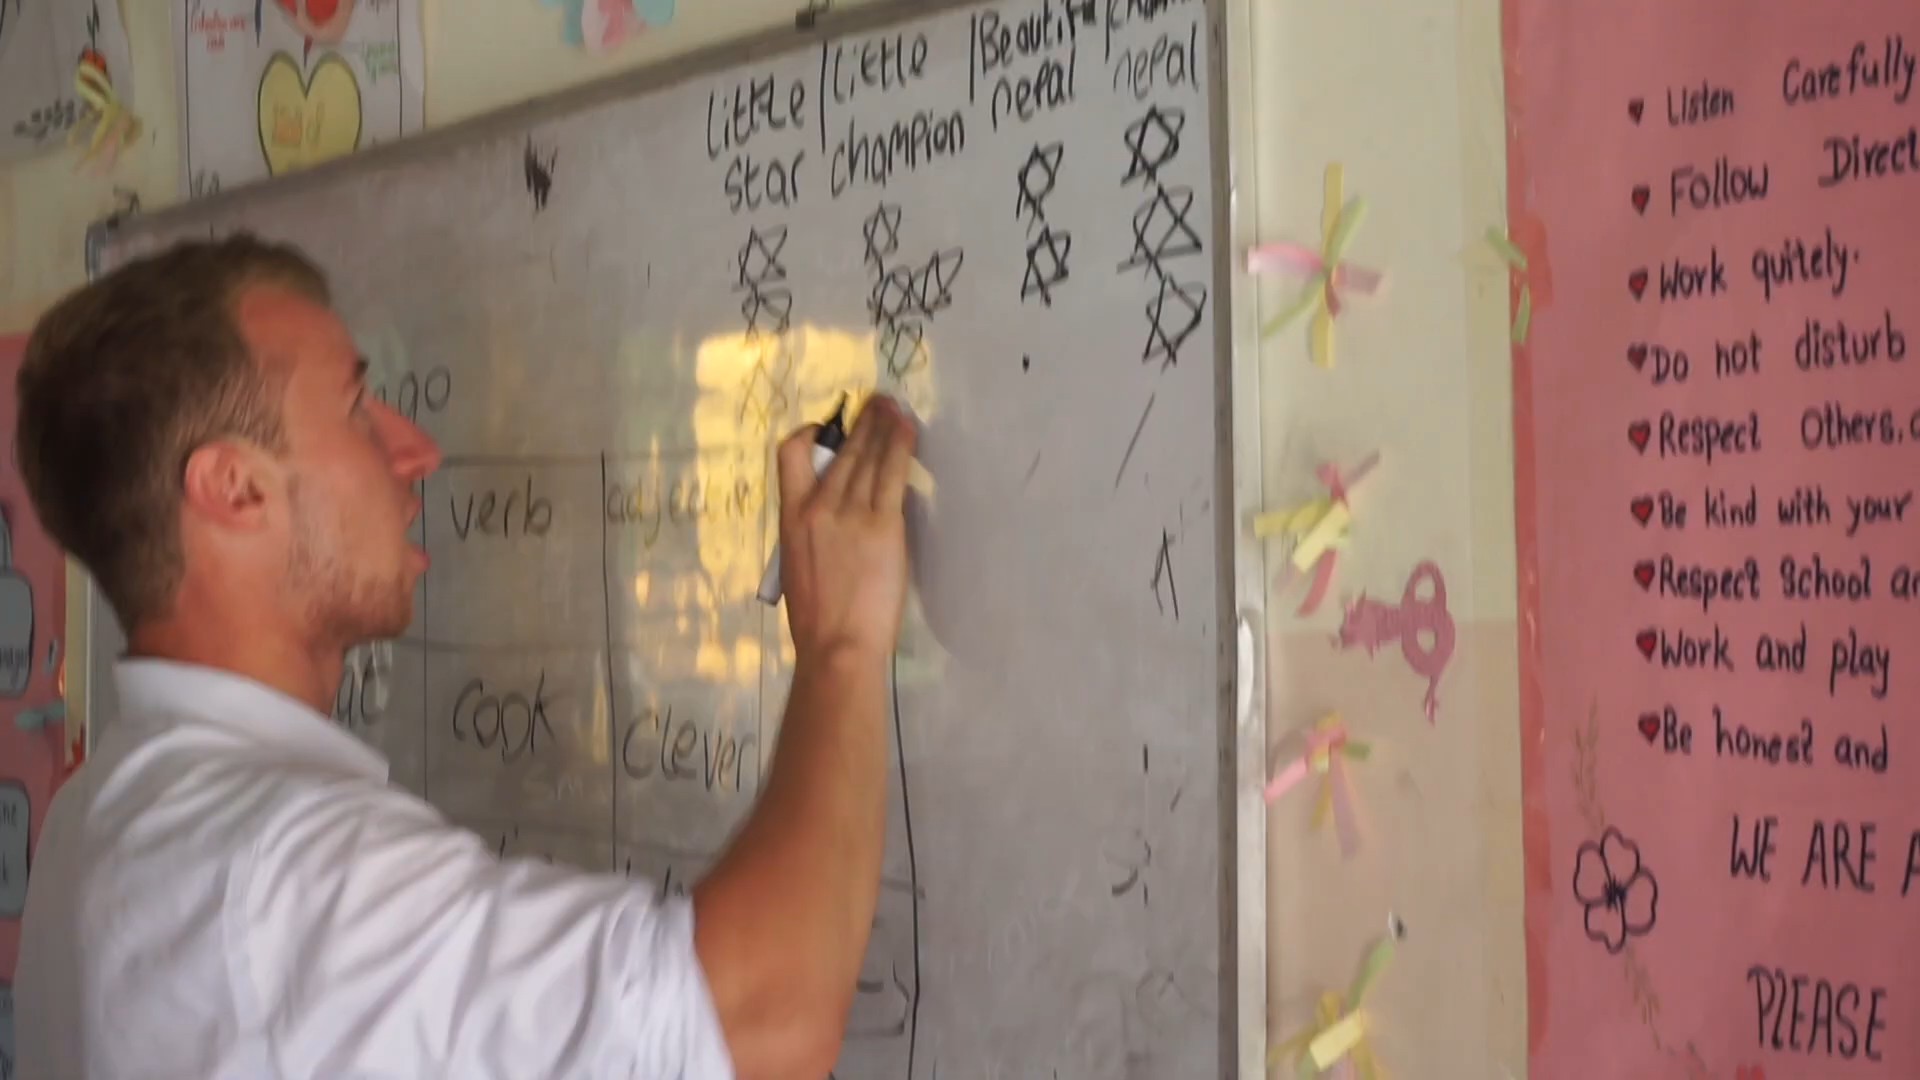 Little Little Beautif
star champion nepal nepal
go
verb adjective
cook clever
Listen Carefully
Follow Direct
Work quitely.
Do not disturb
Respect Others.
Be kind with your
Respect School
Work and play
Be honest and
WE ARE
PLEASE